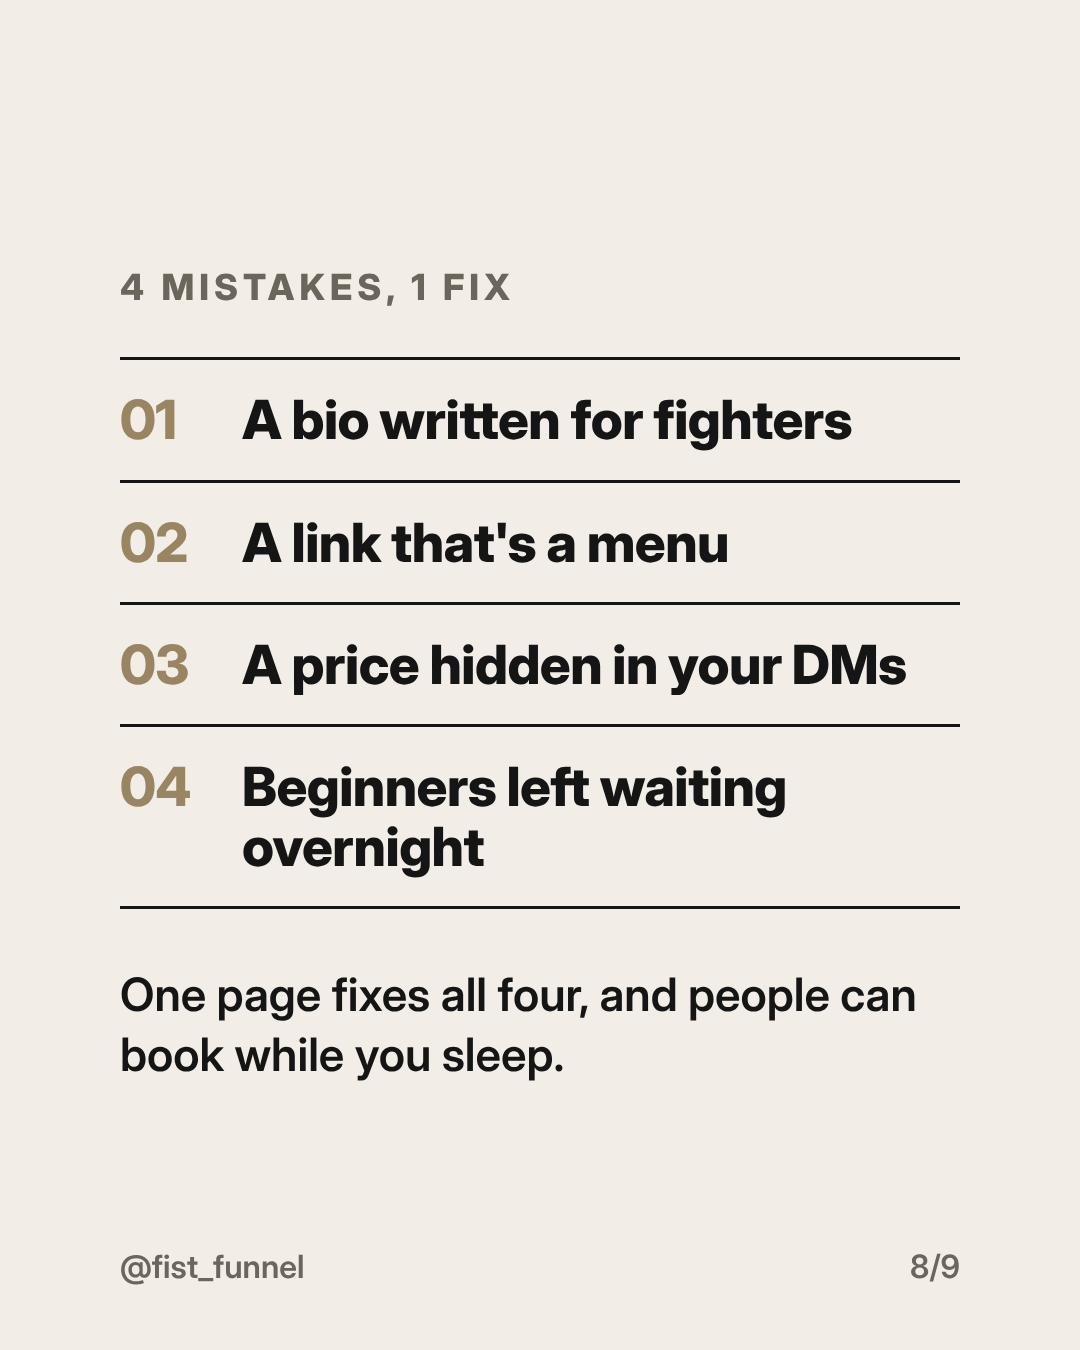 4 MISTAKES, 1 FIX
01 A bio written for fighters
02 A link that's a menu
03 A price hidden in your DMs
04 Beginners left waiting
overnight
One page fixes all four, and people can
book while you sleep.
@fist_funnel 8/9